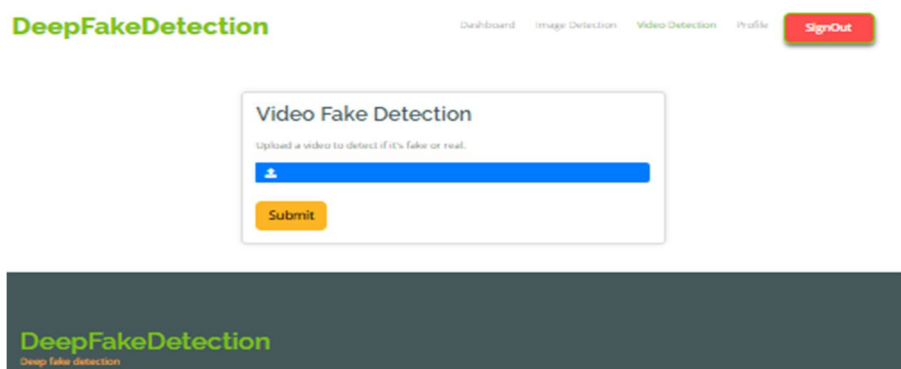 DeepFakeDetection
Dashboard Image Detection Video Detection Profile SignOut
Video Fake Detection
Upload a video to detect if it's fake or real.
Submit
DeepFakeDetection
Deep fake detection